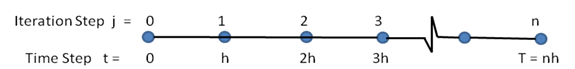 Iteration Step j = 0 1 2 3 n
Time Step t = 0 h 2h 3h T = nh